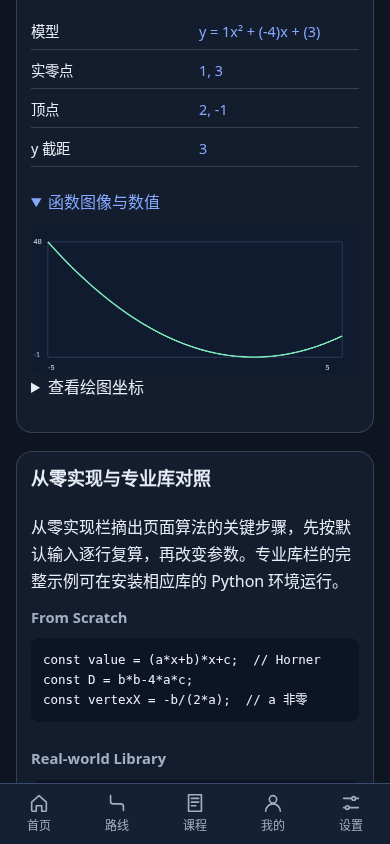 模型 y = 1x² + (-4)x + (3)
实零点 1, 3
顶点 2, -1
y 截距 3
▼ 函数图像与数值
48
-1
-5 5
▶ 查看绘图坐标
从零实现与专业库对照
从零实现栏摘出页面算法的关键步骤，先按默
认输入逐行复算，再改变参数。专业库栏的完
整示例可在安装相应库的 Python 环境运行。
From Scratch
const value = (a*x+b)*x+c;  // Horner
const D = b*b-4*a*c;
const vertexX = -b/(2*a);  // a 非零
Real-world Library
首页 路线 课程 我的 设置